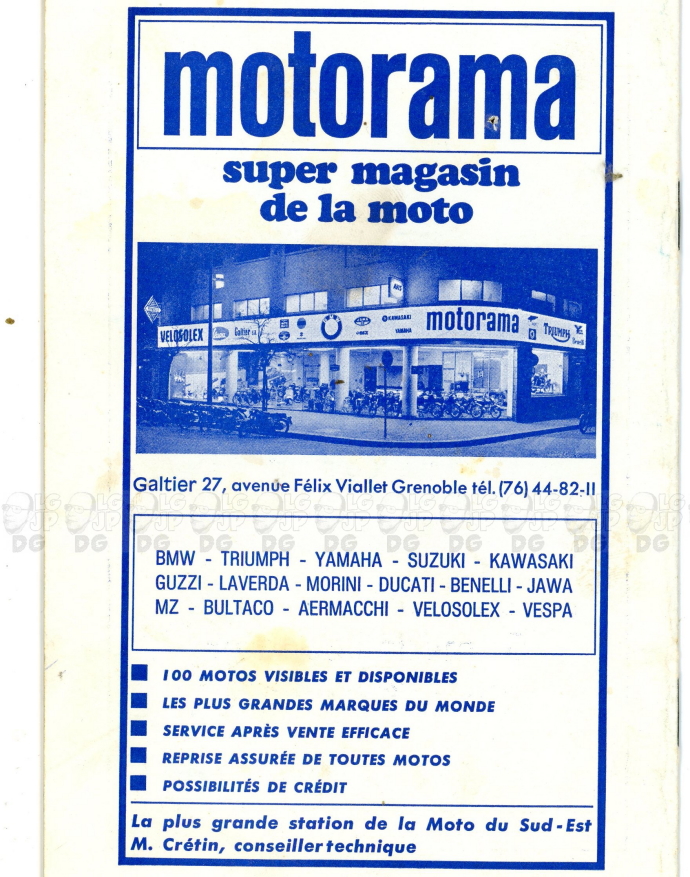 motorama
super magasin
de la moto
VELOSOLEX
Galtier
KAWASAKI
YAMAHA
motorama
TRIUMPH
Galtier 27, avenue Félix Viallet Grenoble tél. (76) 44-82-11
BMW - TRIUMPH - YAMAHA - SUZUKI - KAWASAKI
GUZZI - LAVERDA - MORINI - DUCATI - BENELLI - JAWA
MZ - BULTACO - AERMACCHI - VELOSOLEX - VESPA
100 MOTOS VISIBLES ET DISPONIBLES
LES PLUS GRANDES MARQUES DU MONDE
SERVICE APRÈS VENTE EFFICACE
REPRISE ASSURÉE DE TOUTES MOTOS
POSSIBILITÉS DE CRÉDIT
La plus grande station de la Moto du Sud-Est
M. Crétin, conseiller technique